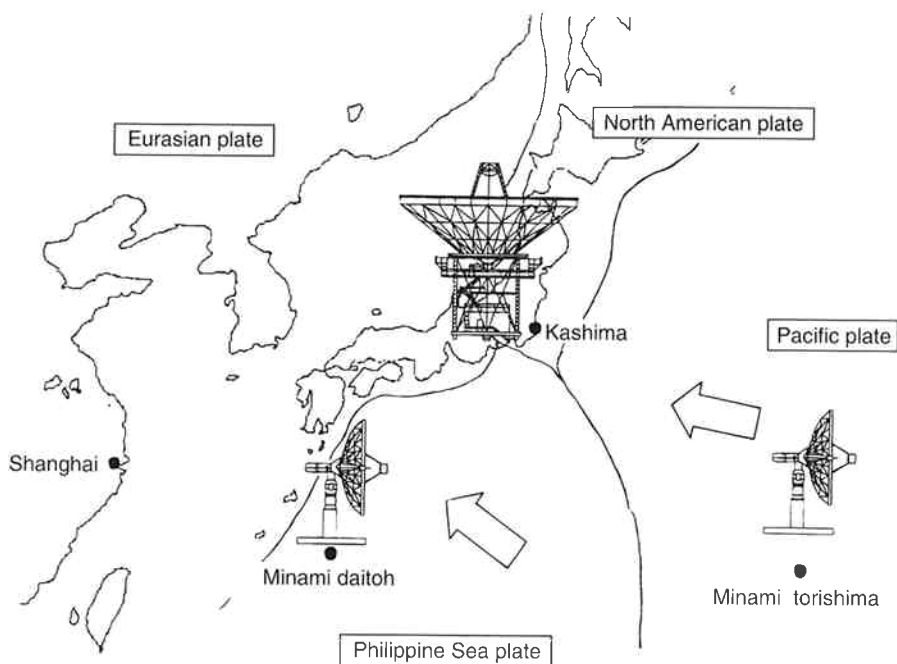 North American plate
Eurasian plate
Kashima
Pacific plate
Shanghai
Minami daitoh
Minami torishima
Philippine Sea plate